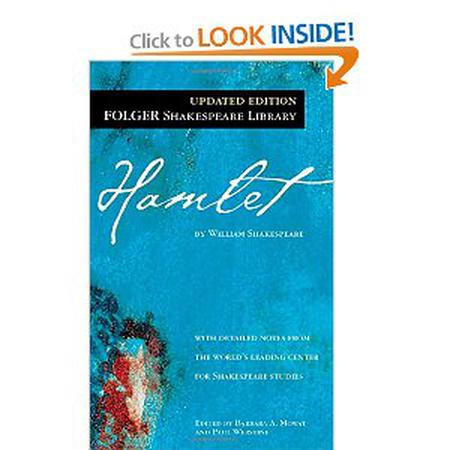 Click to LOOK INSIDE!
UPDATED EDITION
FOLGER SHAKESPEARE LIBRARY
Hamlet
BY WILLIAM SHAKESPEARE
WITH DETAILED NOTES FROM
THE WORLD'S LEADING CENTER
FOR SHAKESPEARE STUDIES
EDITED BY BARBARA A. MOWAT
AND PAUL WERSTINE